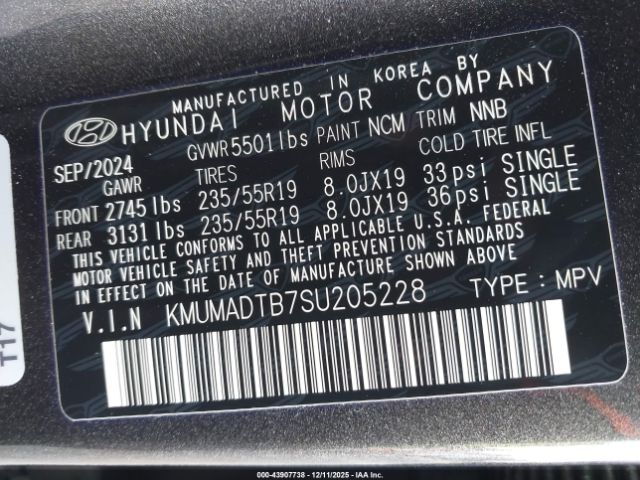 MANUFACTURED IN KOREA BY
HYUNDAI MOTOR COMPANY
SEP/2024 GVWR 5501lbs PAINT NCM TRIM NNB
GAWR TIRES RIMS COLD TIRE INFL
FRONT 2745 lbs 235/55R19 8.0JX19 33psi SINGLE
REAR 3131 lbs 235/55R19 8.0JX19 36psi SINGLE
THIS VEHICLE CONFORMS TO ALL APPLICABLE U.S.A. FEDERAL
MOTOR VEHICLE SAFETY AND THEFT PREVENTION STANDARDS
IN EFFECT ON THE DATE OF MANUFACTURE SHOWN ABOVE.
V.I.N KMUMADTB7SU205228 TYPE : MPV
T17
000-43907738 - 12/11/2025 - IAA Inc.